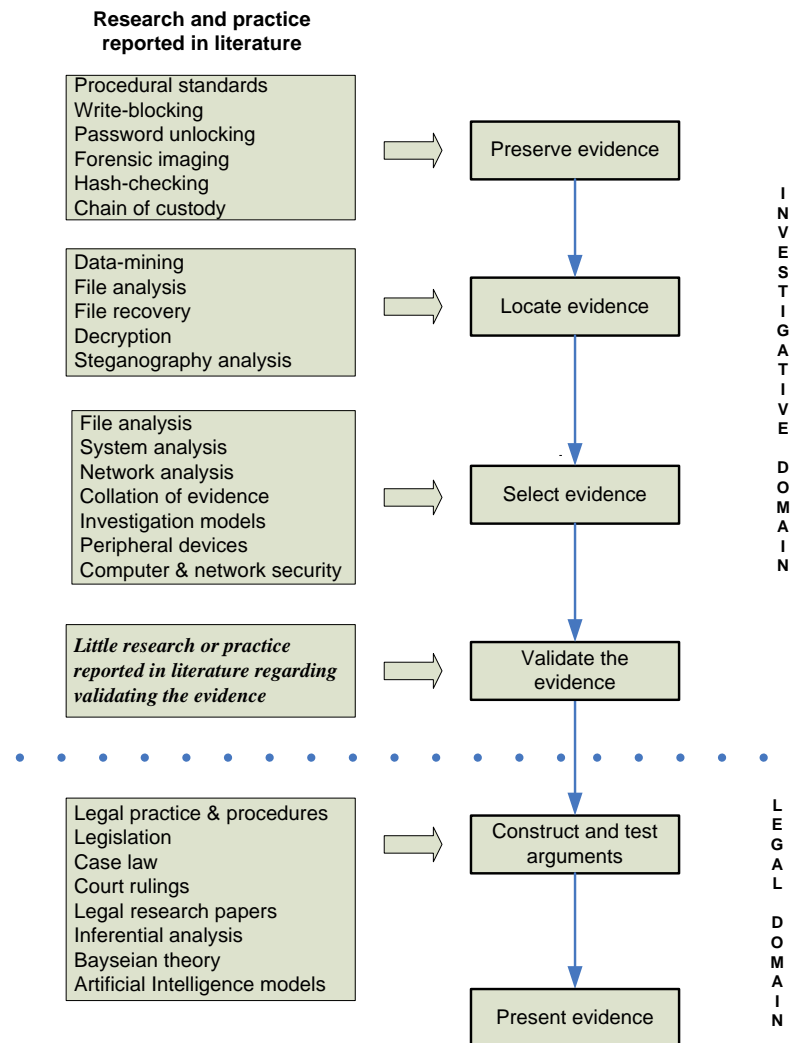 Research and practice
reported in literature
Procedural standards
Write-blocking
Password unlocking
Forensic imaging
Hash-checking
Chain of custody
Preserve evidence
Data-mining
File analysis
File recovery
Decryption
Steganography analysis
Locate evidence
File analysis
System analysis
Network analysis
Collation of evidence
Investigation models
Peripheral devices
Computer & network security
Select evidence
Little research or practice
reported in literature regarding
validating the evidence
Validate the
evidence
INVESTIGATIVE DOMAIN
Legal practice & procedures
Legislation
Case law
Court rulings
Legal research papers
Inferential analysis
Bayseian theory
Artificial Intelligence models
Construct and test
arguments
Present evidence
LEGAL DOMAIN